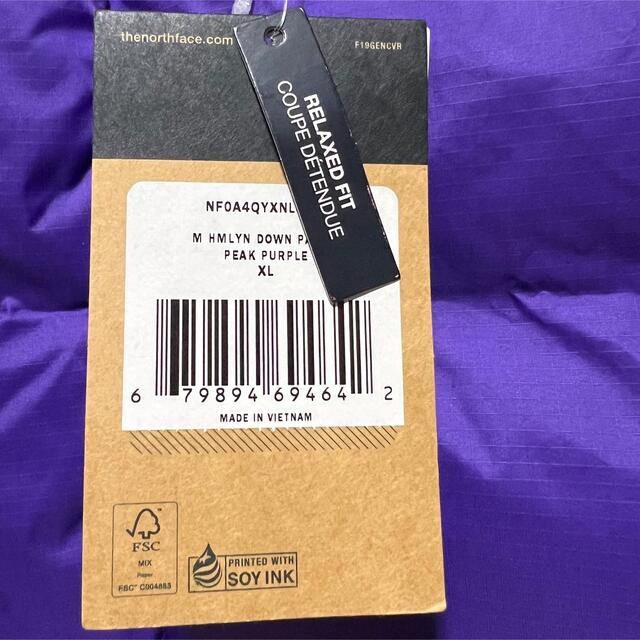 thenorthface.com
F19GENCVR
RELAXED FIT
COUPE DÉTENDUE
NF0A4QYXNL
M HMLYN DOWN PA
PEAK PURPLE
XL
6 79894 69464 2
MADE IN VIETNAM
FSC
MIX
Paper
FSC® C004883
PRINTED WITH
SOY INK